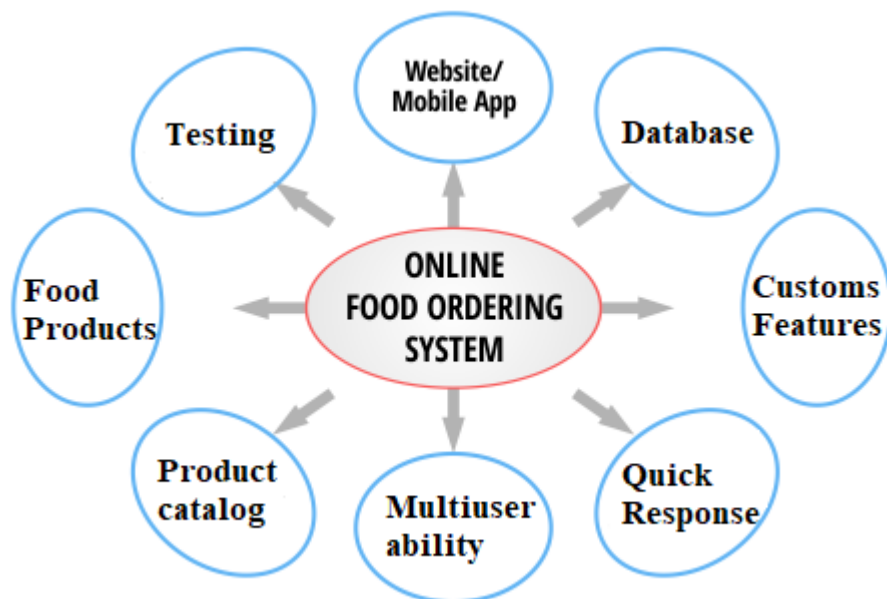 Website/
Mobile App
Testing
Database
Food
Products
ONLINE
FOOD ORDERING
SYSTEM
Customs
Features
Product
catalog
Multiuser
ability
Quick
Response